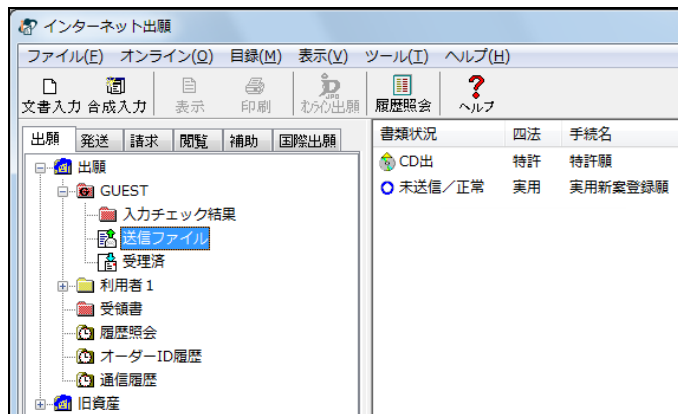 インターネット出願
ファイル(F) オンライン(O) 目録(M) 表示(V) ツール(T) ヘルプ(H)
文書入力 合成入力 表示 印刷 わらいん出願 履歴照会 ヘルプ
出願 発送 請求 閲覧 補助 国際出願
書類状況 四法 手続名
出願
CD出 特許 特許願
GUEST
未送信/正常 実用 実用新案登録願
入力チェック結果
送信ファイル
受理済
利用者1
受領書
履歴照会
オーダーID履歴
通信履歴
旧資産